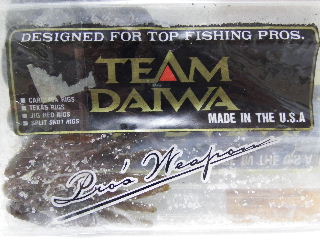 DESIGNED FOR TOP FISHING PROS.
TEAM
DAIWA
CAROLINA RIGS
TEXAS RIGS
JIG HED RIGS
SPLIT SHOT RIGS
MADE IN THE U.S.A
Pro's Weapon